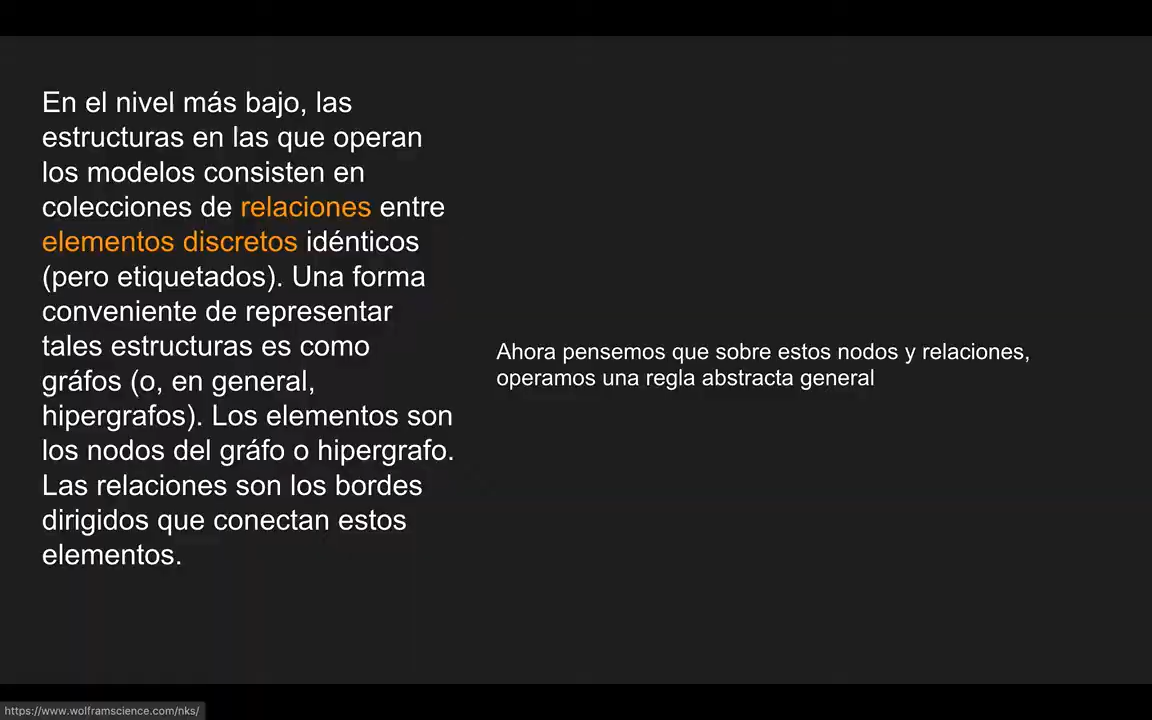 En el nivel más bajo, las
estructuras en las que operan
los modelos consisten en
colecciones de relaciones entre
elementos discretos idénticos
(pero etiquetados). Una forma
conveniente de representar
tales estructuras es como
gráfos (o, en general,
hipergrafos). Los elementos son
los nodos del gráfo o hipergrafo.
Las relaciones son los bordes
dirigidos que conectan estos
elementos.
Ahora pensemos que sobre estos nodos y relaciones,
operamos una regla abstracta general
https://www.wolframscience.com/nks/